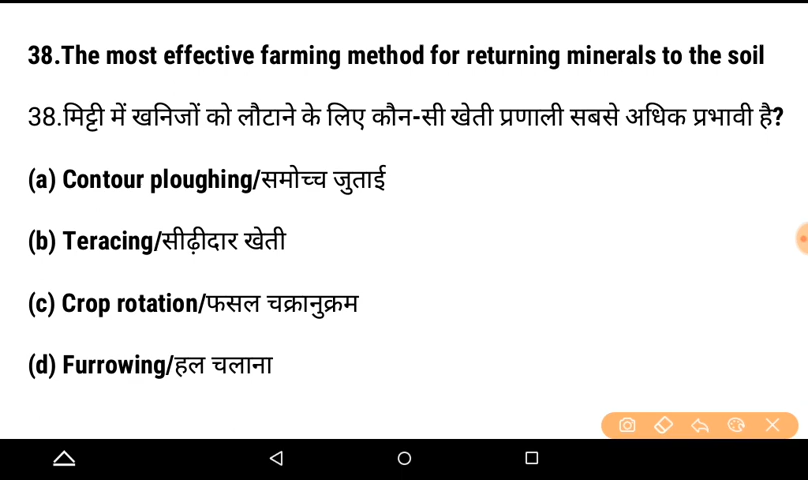 38.The most effective farming method for returning minerals to the soil
38.मिट्टी में खनिजों को लौटाने के लिए कौन-सी खेती प्रणाली सबसे अधिक प्रभावी है?
(a) Contour ploughing/समोच्च जुताई
(b) Teracing/सीढ़ीदार खेती
(c) Crop rotation/फसल चक्रानुक्रम
(d) Furrowing/हल चलाना